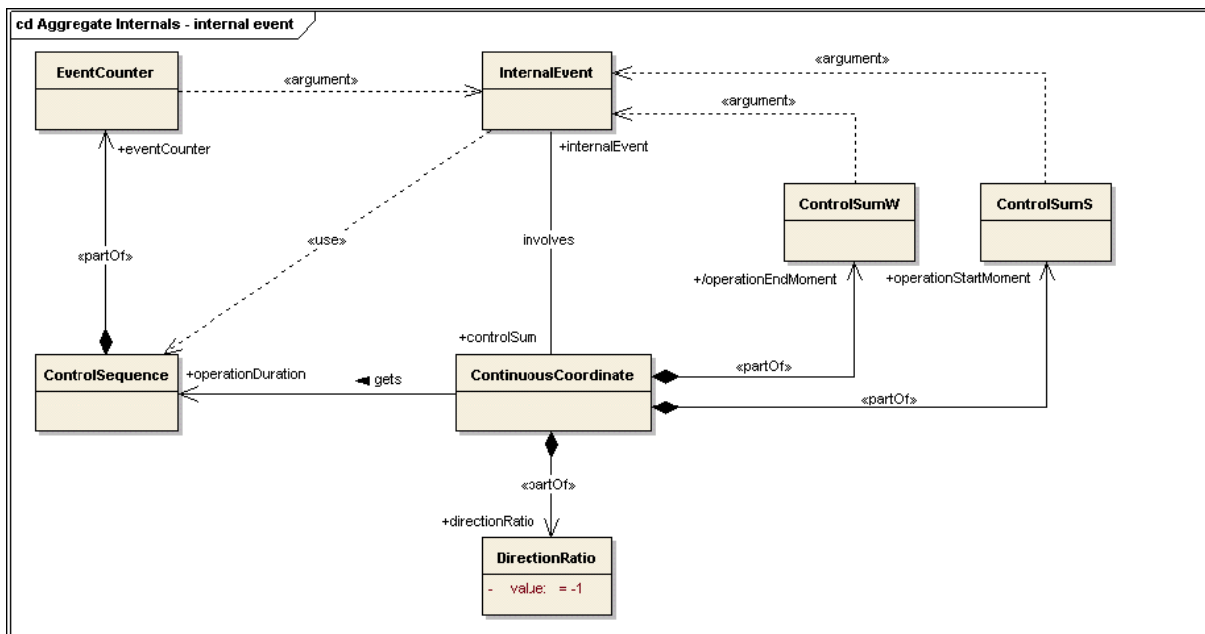 cd Aggregate Internals - internal event
EventCounter
InternalEvent
«argument»
«argument»
«argument»
+eventCounter
+internalEvent
ControlSumW
ControlSumS
«use»
involves
«partOf»
+/operationEndMoment
+operationStartMoment
+controlSum
ControlSequence
+operationDuration
gets
ContinuousCoordinate
«partOf»
«partOf»
«partOf»
+directionRatio
DirectionRatio
- value: = -1